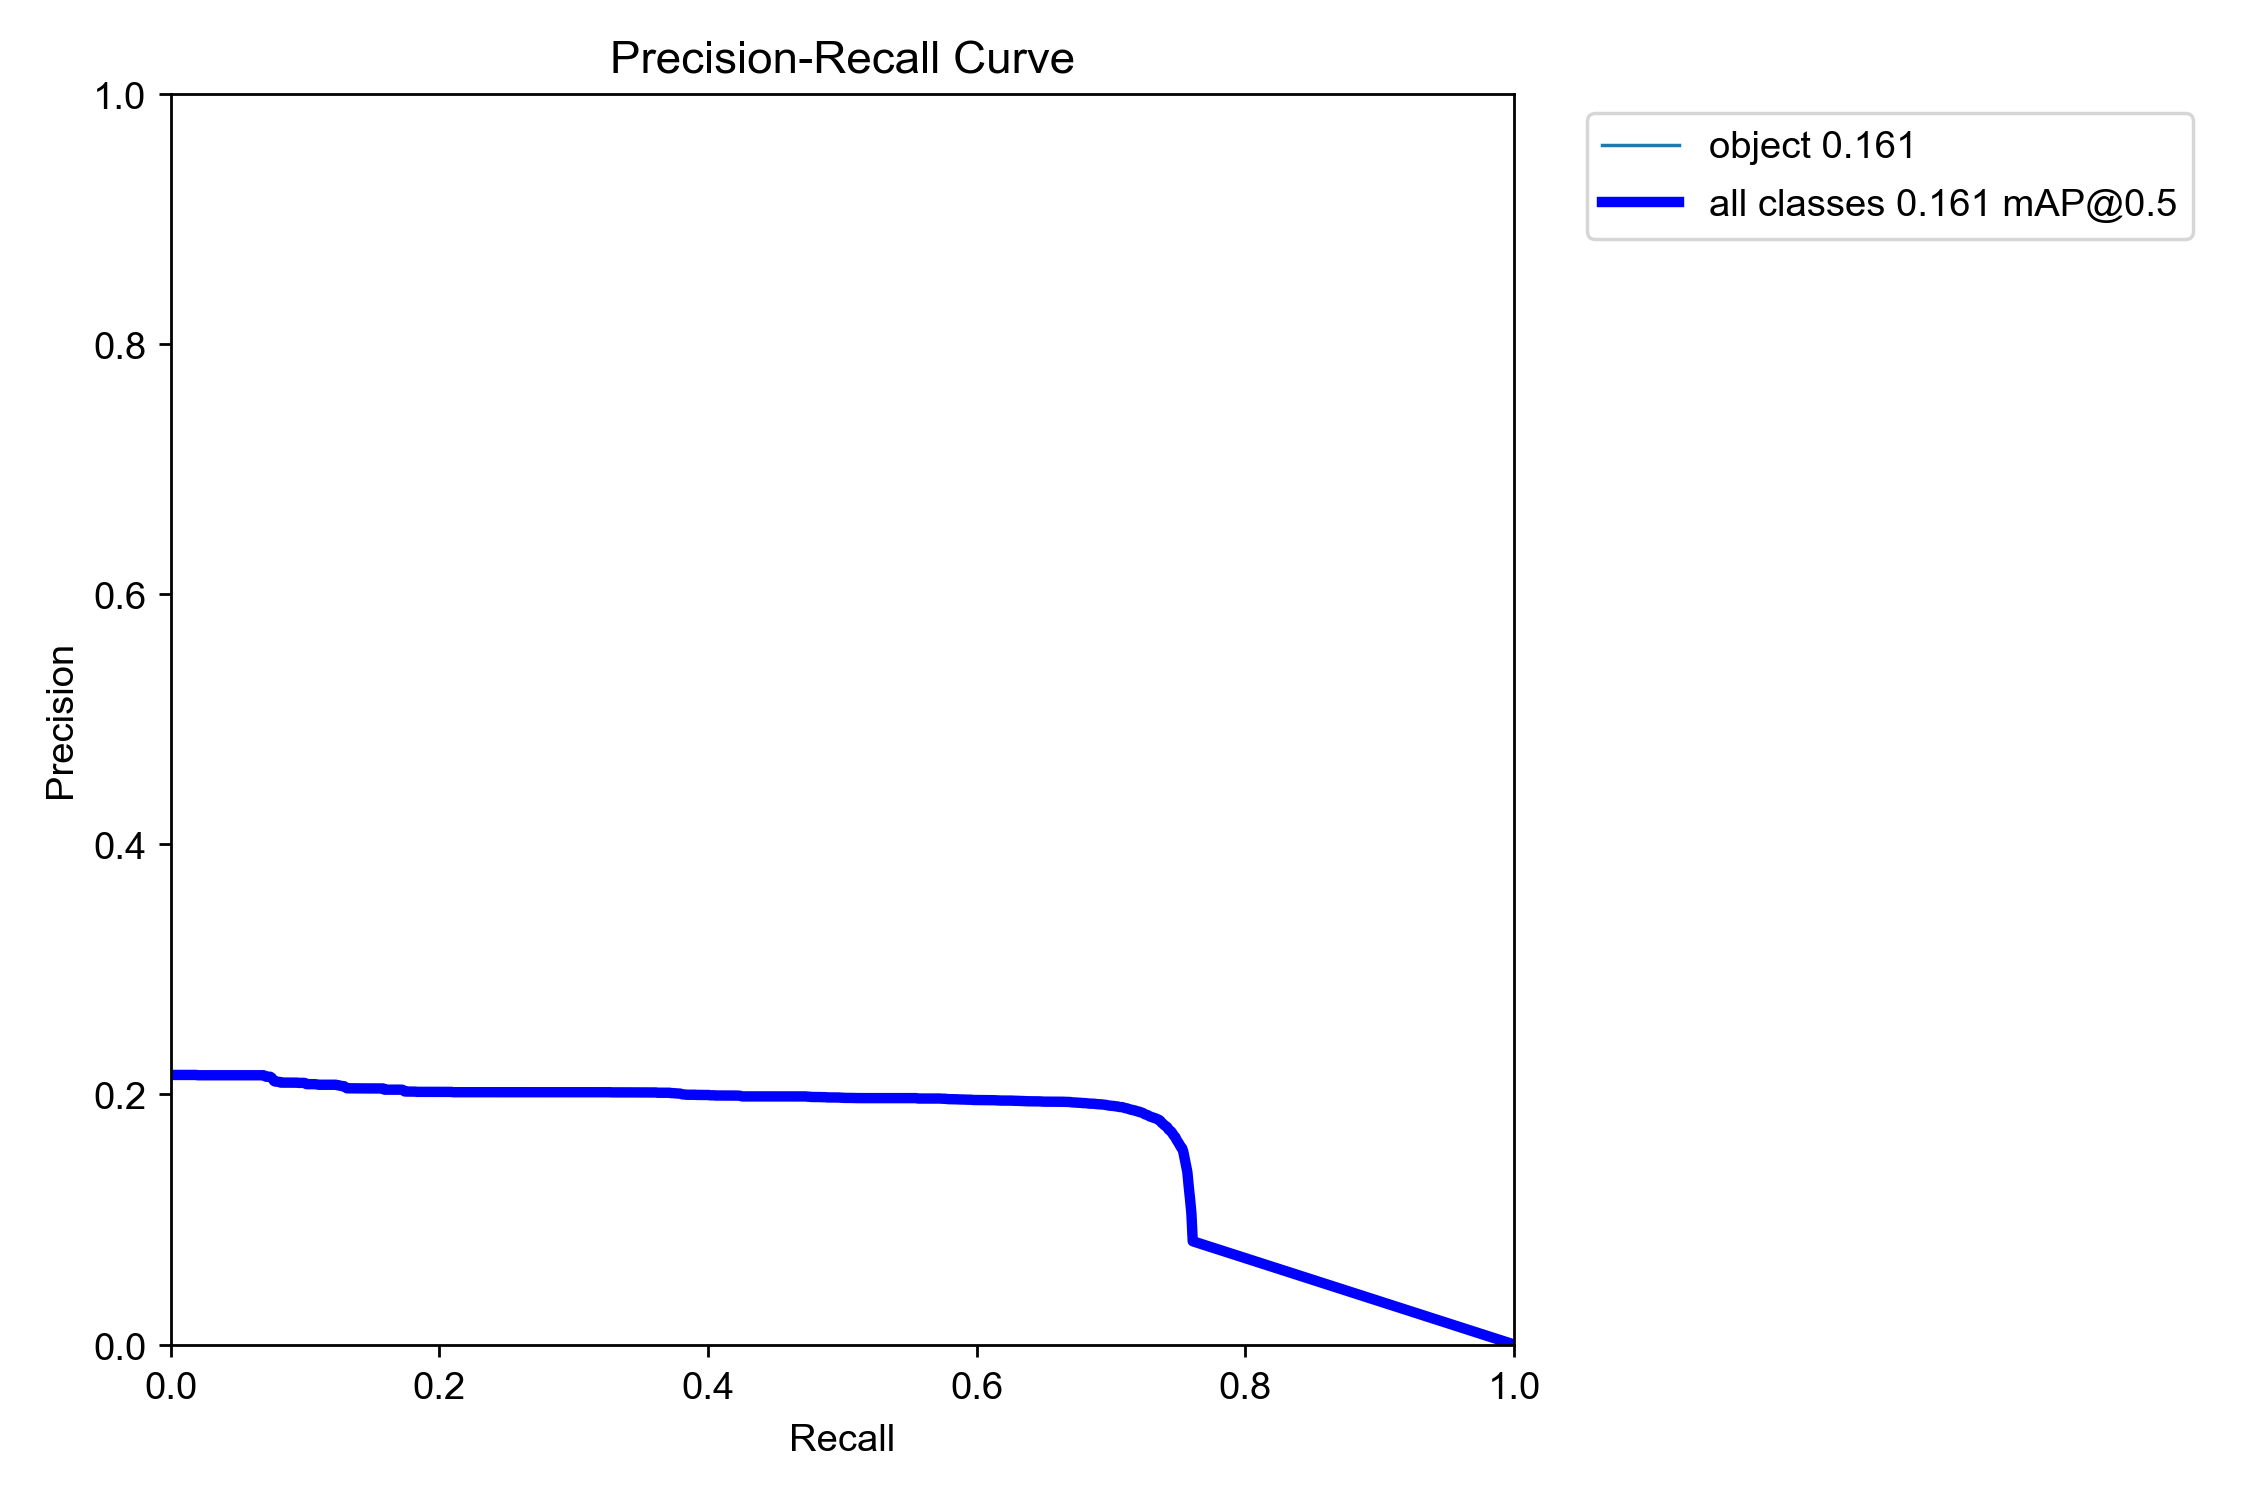 Precision-Recall Curve
1.0
0.8
0.6
0.4
0.2
0.0
Precision
0.0 0.2 0.4 0.6 0.8 1.0
Recall
object 0.161
all classes 0.161 mAP@0.5